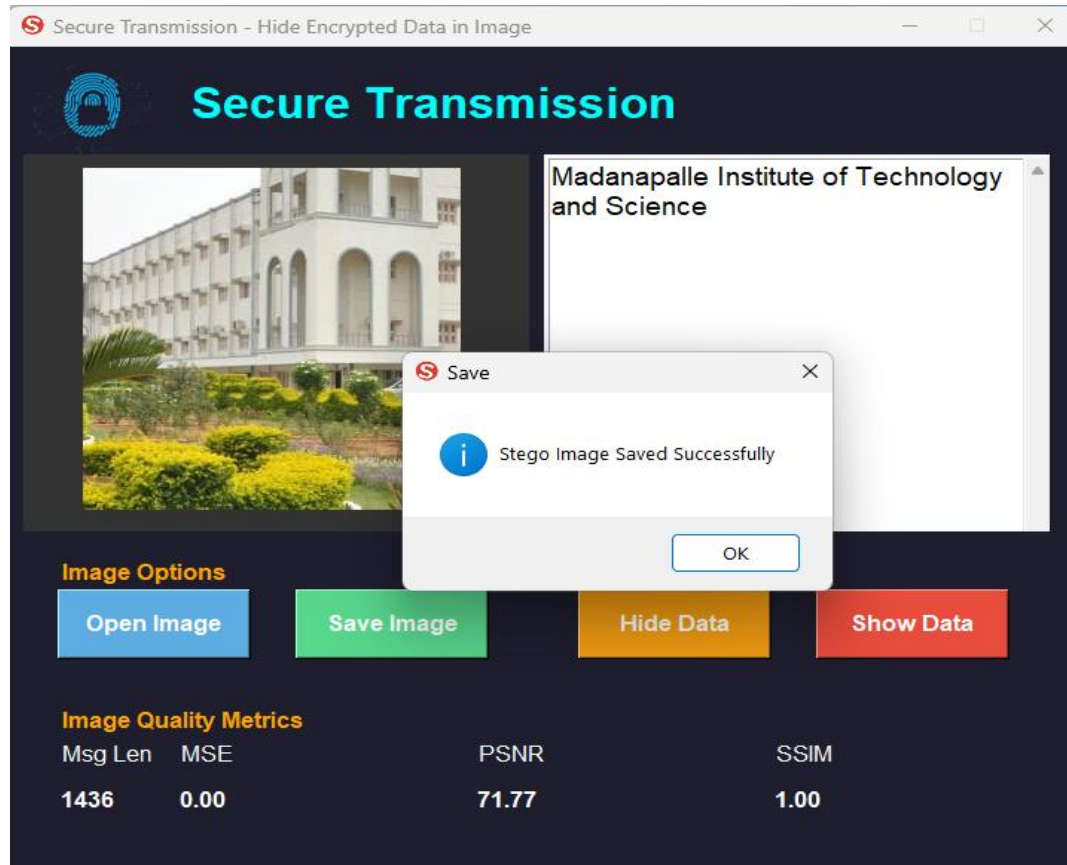 Secure Transmission - Hide Encrypted Data in Image
Secure Transmission
Madanapalle Institute of Technology
and Science
Save
Stego Image Saved Successfully
OK
Image Options
Open Image Save Image Hide Data Show Data
Image Quality Metrics
Msg Len MSE PSNR SSIM
1436 0.00 71.77 1.00